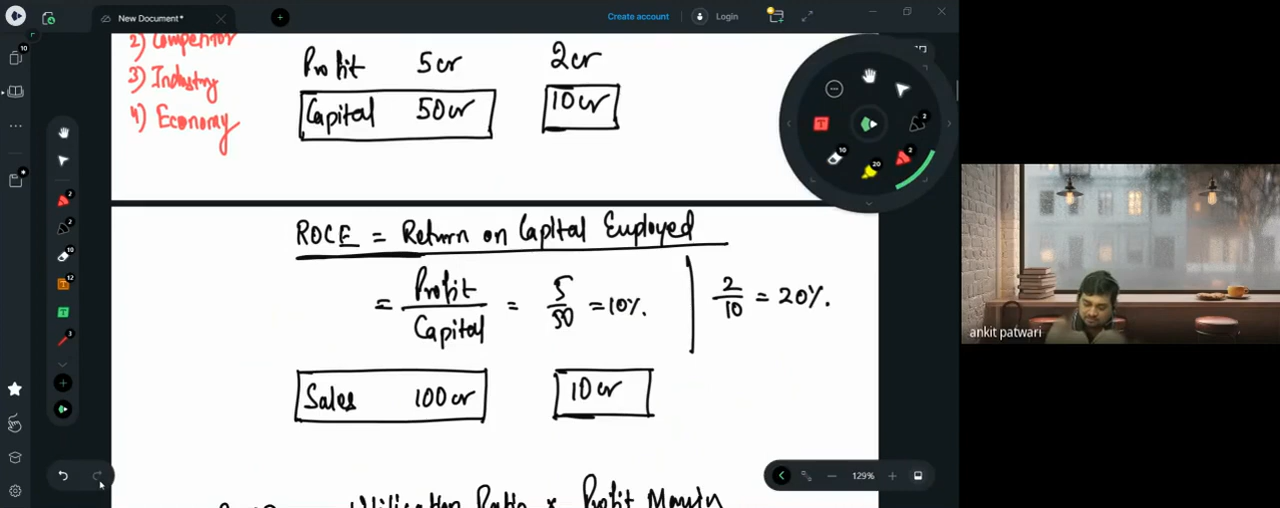 New Document*
Create account
Login
2) Competitor
3) Industry
4) Economy
Profit 5cr 2cr
Capital 50cr 10cr
ROCE = Return on Capital Employed
= Profit / Capital = 5/50 = 10%. | 2/10 = 20%.
Sales 100cr 10cr
Utilisation Ratio * Profit Margin
129%
ankit patwari